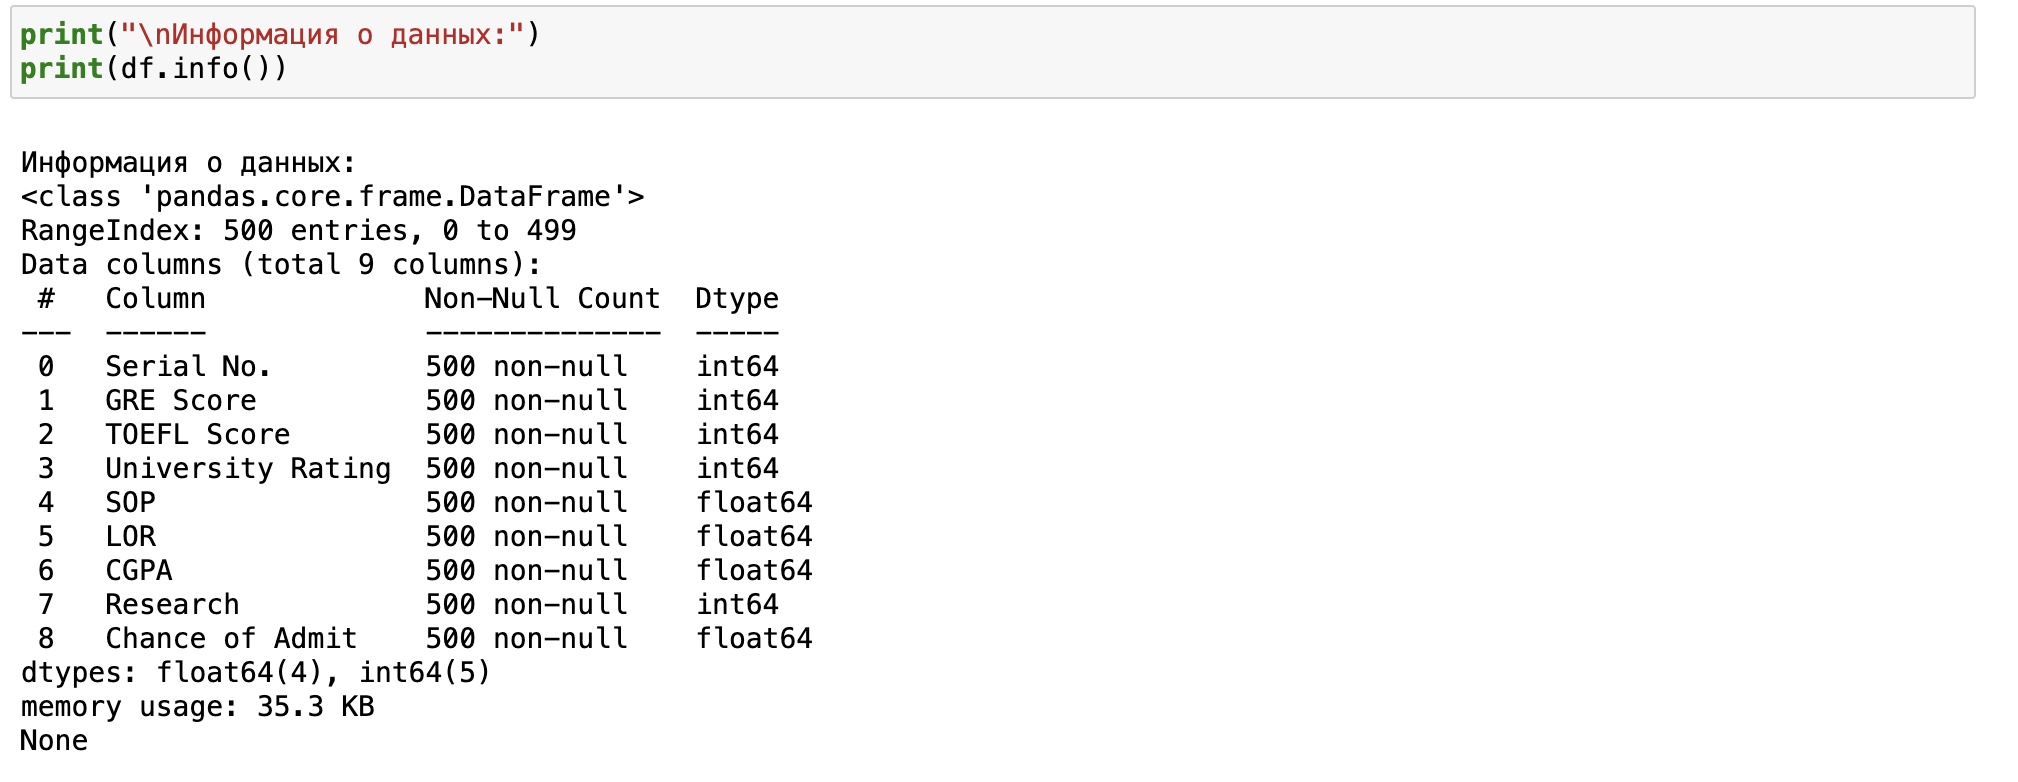 print("\nИнформация о данных:")
print(df.info())
Информация о данных:
<class 'pandas.core.frame.DataFrame'>
RangeIndex: 500 entries, 0 to 499
Data columns (total 9 columns):
 #   Column             Non-Null Count  Dtype
---  ------             --------------  -----
 0   Serial No.         500 non-null    int64
 1   GRE Score          500 non-null    int64
 2   TOEFL Score        500 non-null    int64
 3   University Rating  500 non-null    int64
 4   SOP                500 non-null    float64
 5   LOR                500 non-null    float64
 6   CGPA               500 non-null    float64
 7   Research           500 non-null    int64
 8   Chance of Admit    500 non-null    float64
dtypes: float64(4), int64(5)
memory usage: 35.3 KB
None